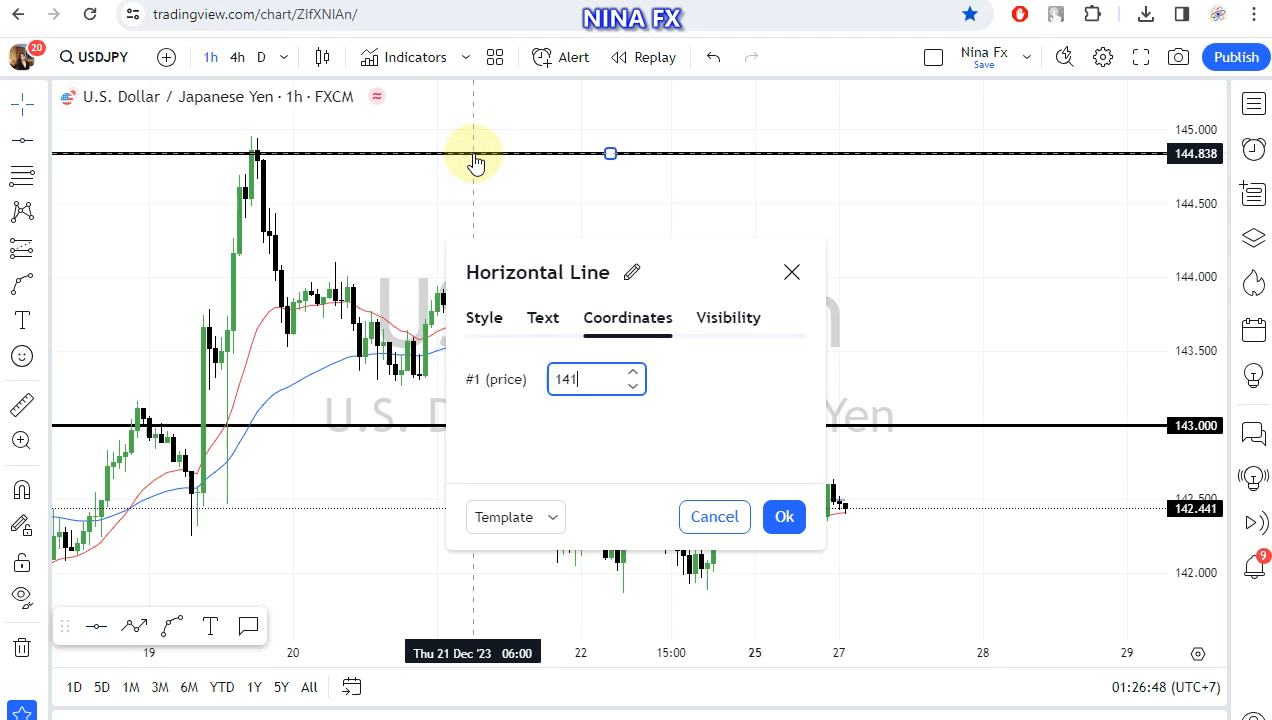 tradingview.com/chart/ZIfXNIAn/
NINA FX
20
USDJPY
1h 4h D
Indicators
Alert
Replay
Nina Fx
Save
Publish
U.S. Dollar / Japanese Yen · 1h · FXCM
145.000
144.838
144.500
144.000
143.500
143.000
142.500
142.441
142.000
Horizontal Line
Style Text Coordinates Visibility
#1 (price) 141
Template
Cancel
Ok
U.S. D
Yen
19 20 Thu 21 Dec '23 06:00 22 15:00 25 27 28 29
1D 5D 1M 3M 6M YTD 1Y 5Y All
01:26:48 (UTC+7)
9